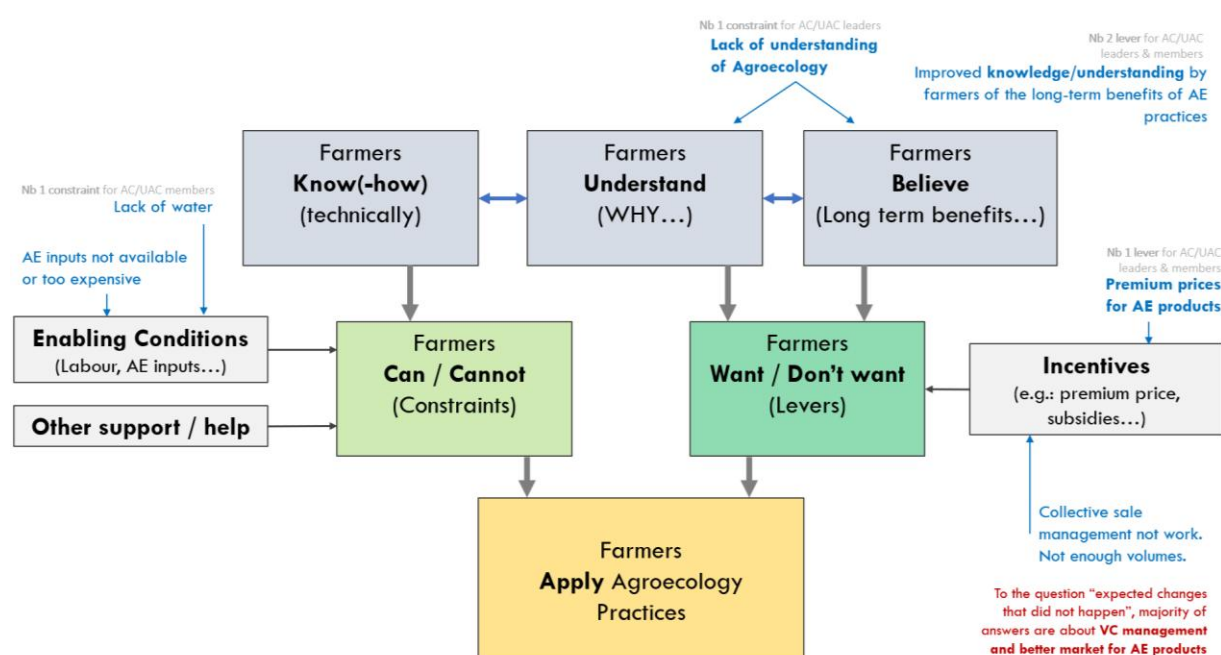 Nb 1 constraint for AC/UAC leaders
Lack of understanding
of Agroecology
Nb 2 lever for AC/UAC
leaders & members
Improved knowledge/understanding by
farmers of the long-term benefits of AE
practices
Farmers
Know(-how)
(technically)
Farmers
Understand
(WHY…)
Farmers
Believe
(Long term benefits…)
Nb 1 constraint for AC/UAC members
Lack of water
AE inputs not available
or too expensive
Nb 1 lever for AC/UAC
leaders & members
Premium prices
for AE products
Enabling Conditions
(Labour, AE inputs…)
Other support / help
Farmers
Can / Cannot
(Constraints)
Farmers
Want / Don’t want
(Levers)
Incentives
(e.g.: premium price,
subsidies…)
Farmers
Apply Agroecology
Practices
Collective sale
management not work.
Not enough volumes.
To the question “expected changes
that did not happen”, majority of
answers are about VC management
and better market for AE products